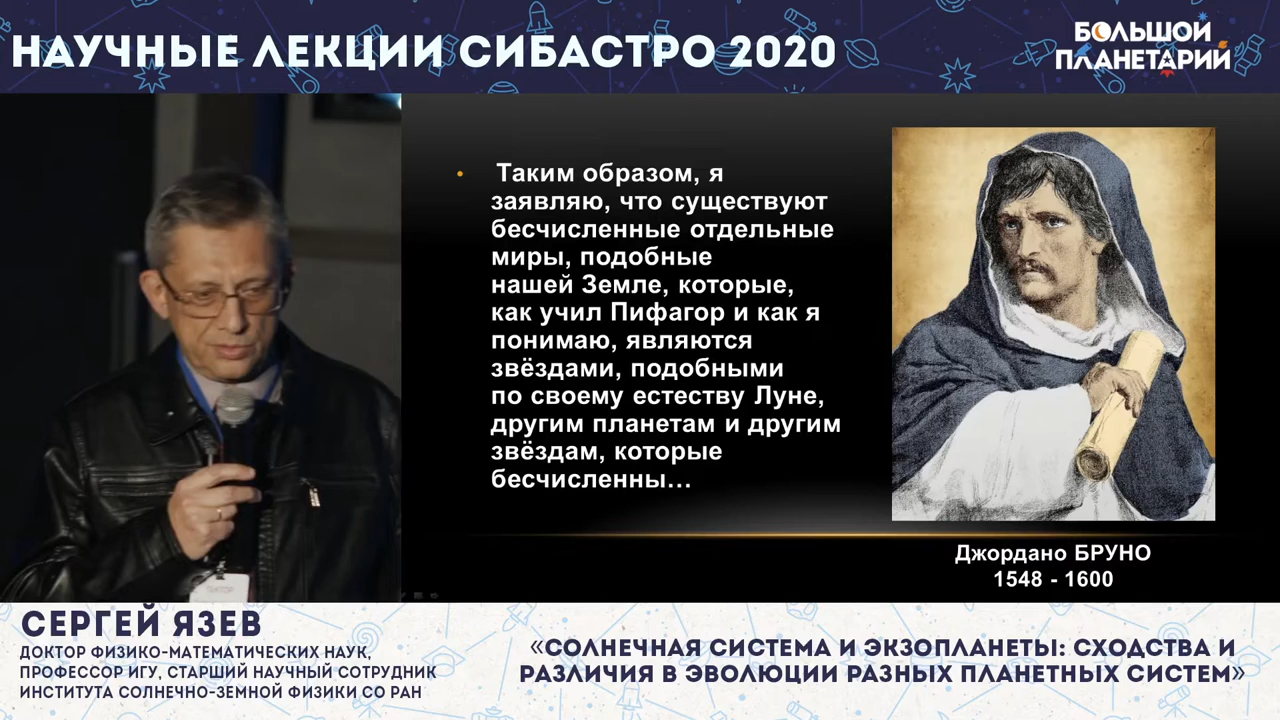 НАУЧНЫЕ ЛЕКЦИИ СИБАСТРО 2020
БОЛЬШОЙ
ПЛАНЕТАРИЙ
• Таким образом, я
заявляю, что существуют
бесчисленные отдельные
миры, подобные
нашей Земле, которые,
как учил Пифагор и как я
понимаю, являются
звёздами, подобными
по своему естеству Луне,
другим планетам и другим
звёздам, которые
бесчисленны…
Джордано БРУНО
1548 - 1600
СЕРГЕЙ ЯЗЕВ
ДОКТОР ФИЗИКО-МАТЕМАТИЧЕСКИХ НАУК,
ПРОФЕССОР ИГУ, СТАРШИЙ НАУЧНЫЙ СОТРУДНИК
ИНСТИТУТА СОЛНЕЧНО-ЗЕМНОЙ ФИЗИКИ СО РАН
«СОЛНЕЧНАЯ СИСТЕМА И ЭКЗОПЛАНЕТЫ: СХОДСТВА И
РАЗЛИЧИЯ В ЭВОЛЮЦИИ РАЗНЫХ ПЛАНЕТНЫХ СИСТЕМ»